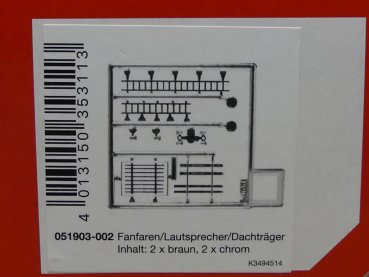 4 013150 353113
051903-002 Fanfaren/Lautsprecher/Dachträger
Inhalt: 2 x braun, 2 x chrom
K3494514